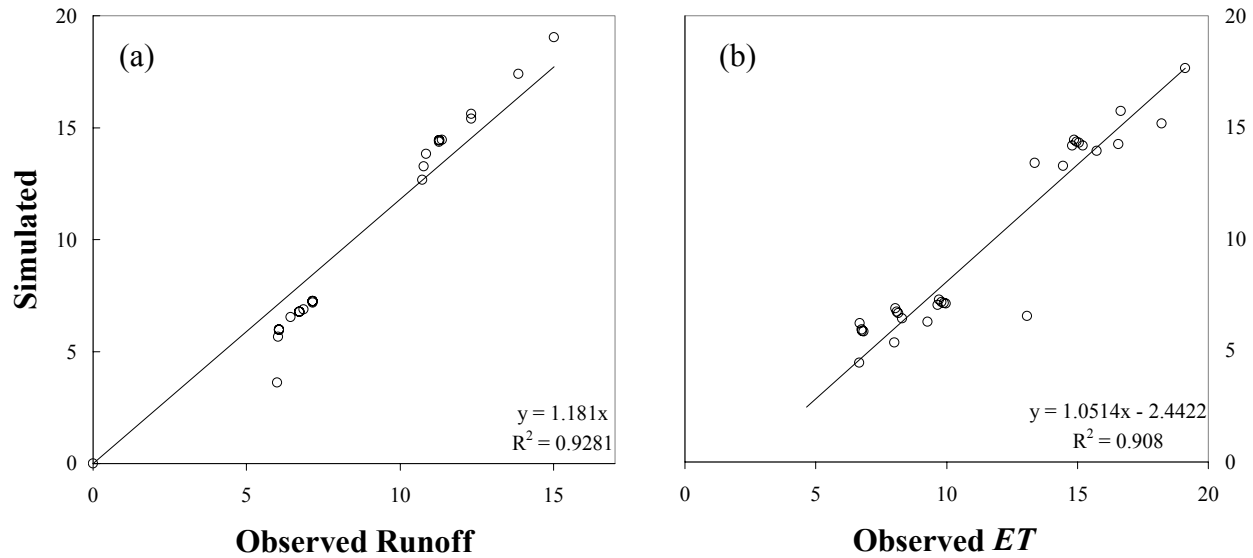 (a)
Simulated
20
15
10
5
0
0 5 10 15
y = 1.181x
R² = 0.9281
Observed Runoff
(b)
20
15
10
5
0
0 5 10 15 20
y = 1.0514x - 2.4422
R² = 0.908
Observed ET